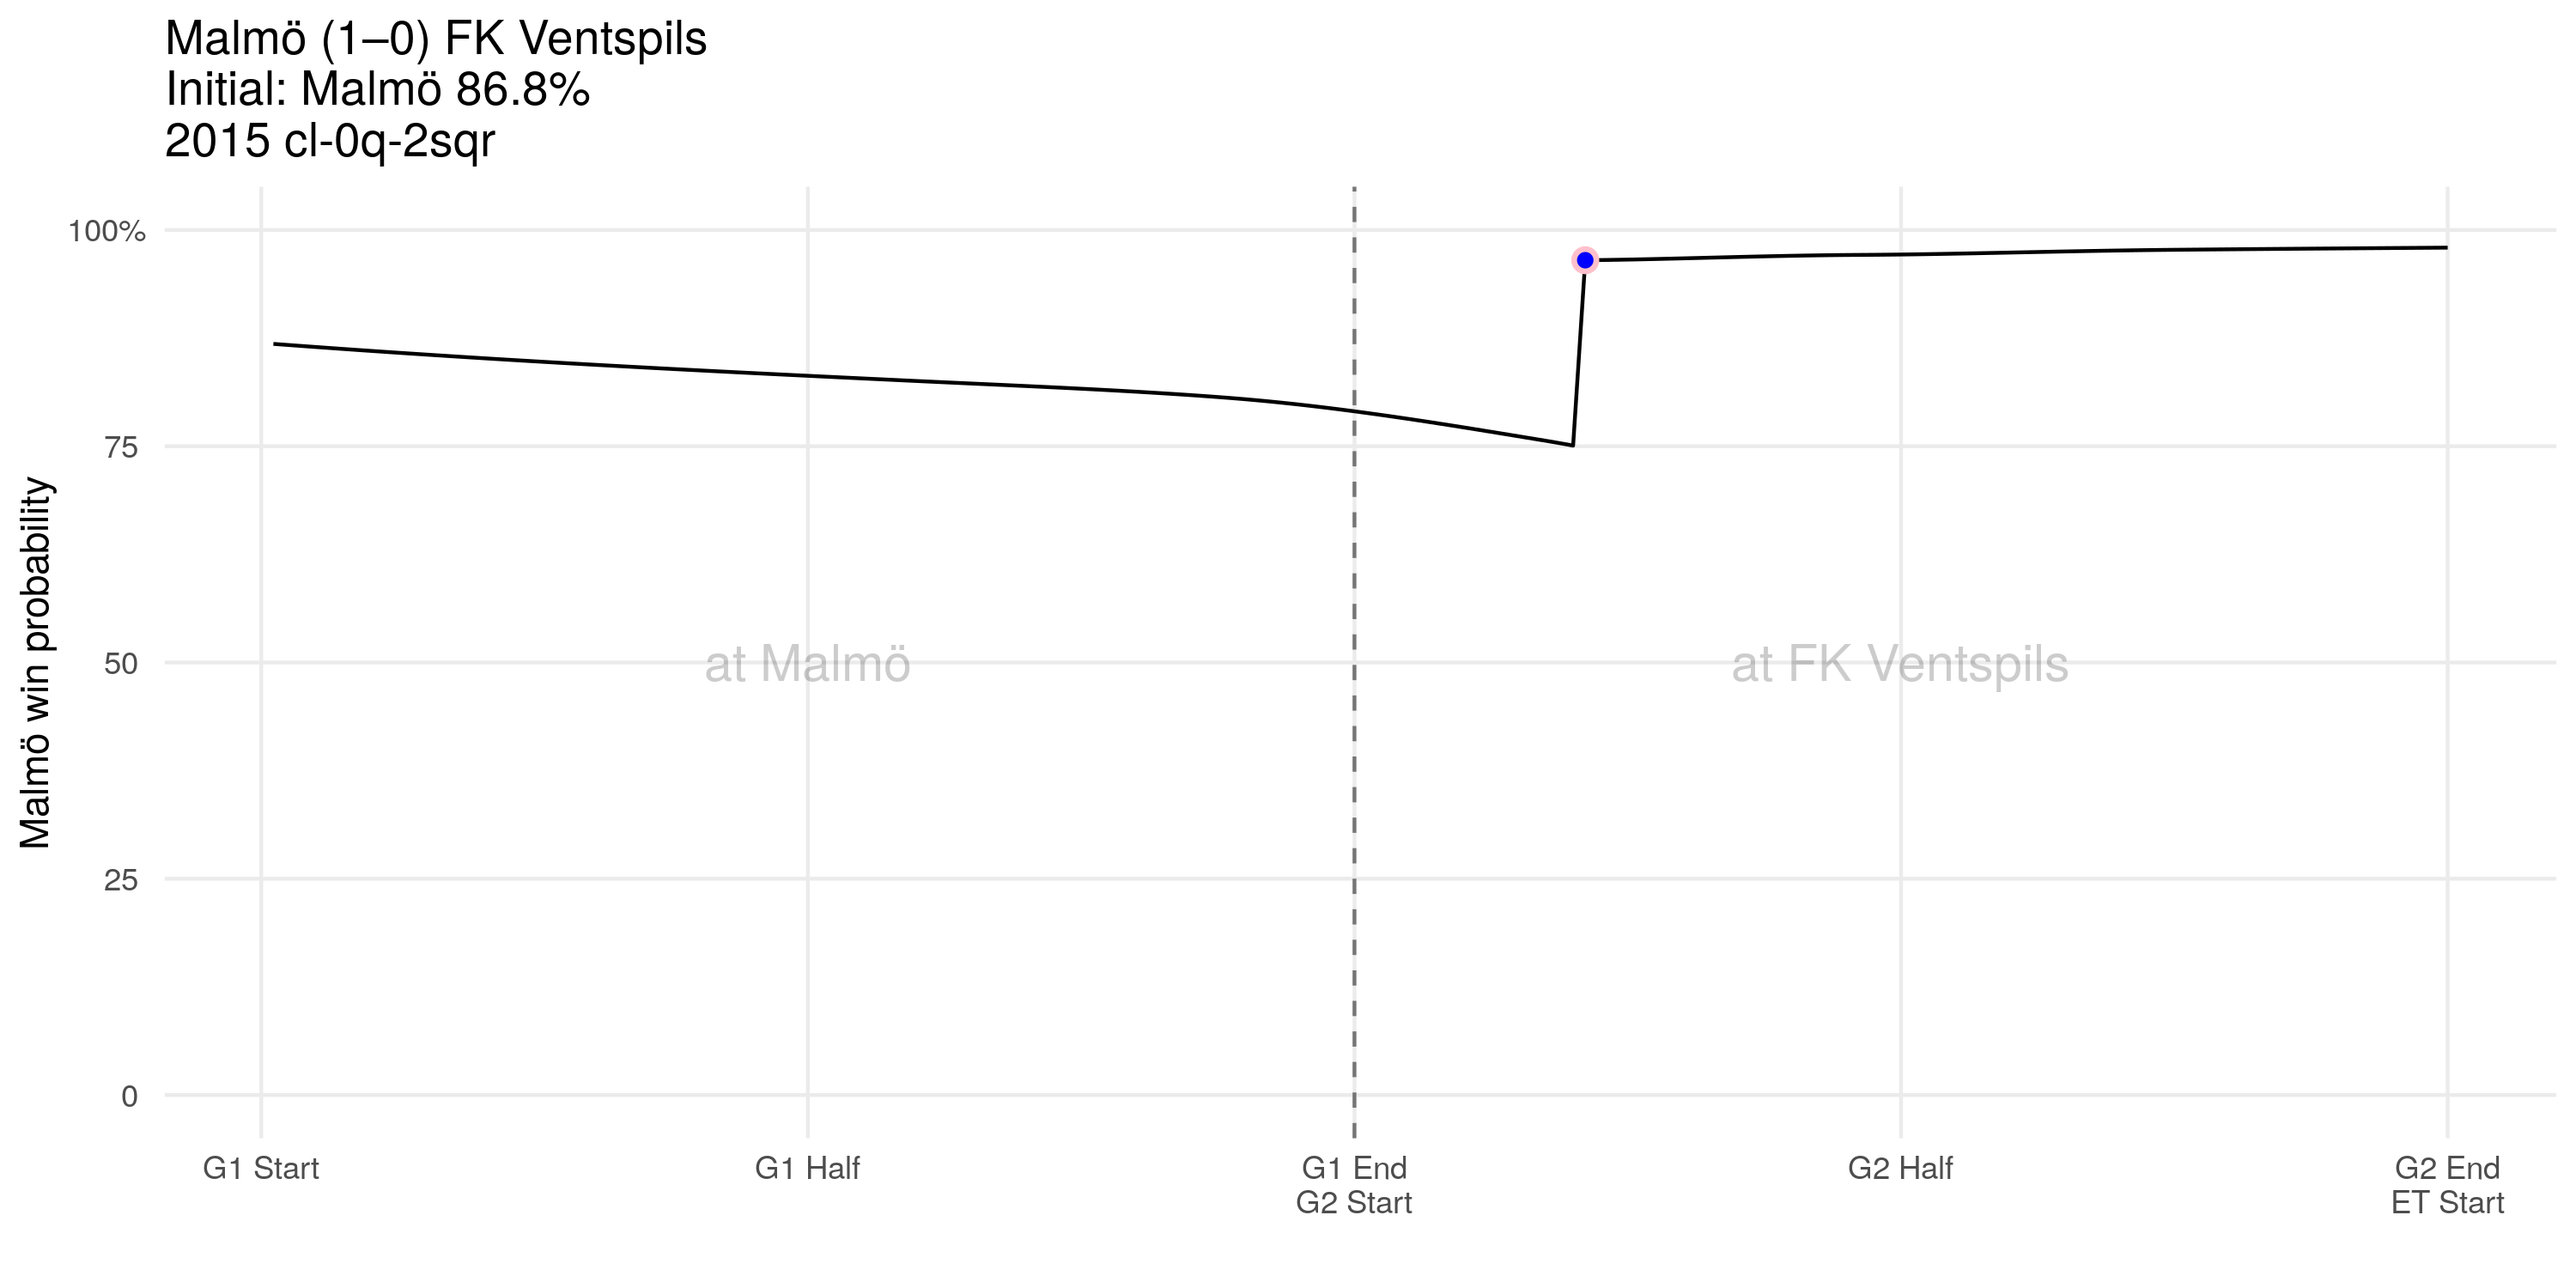 Malmö (1–0) FK Ventspils
Initial: Malmö 86.8%
2015 cl-0q-2sqr
Malmö win probability
100%
75
50
25
0
at Malmö
at FK Ventspils
G1 Start
G1 Half
G1 End
G2 Start
G2 Half
G2 End
ET Start